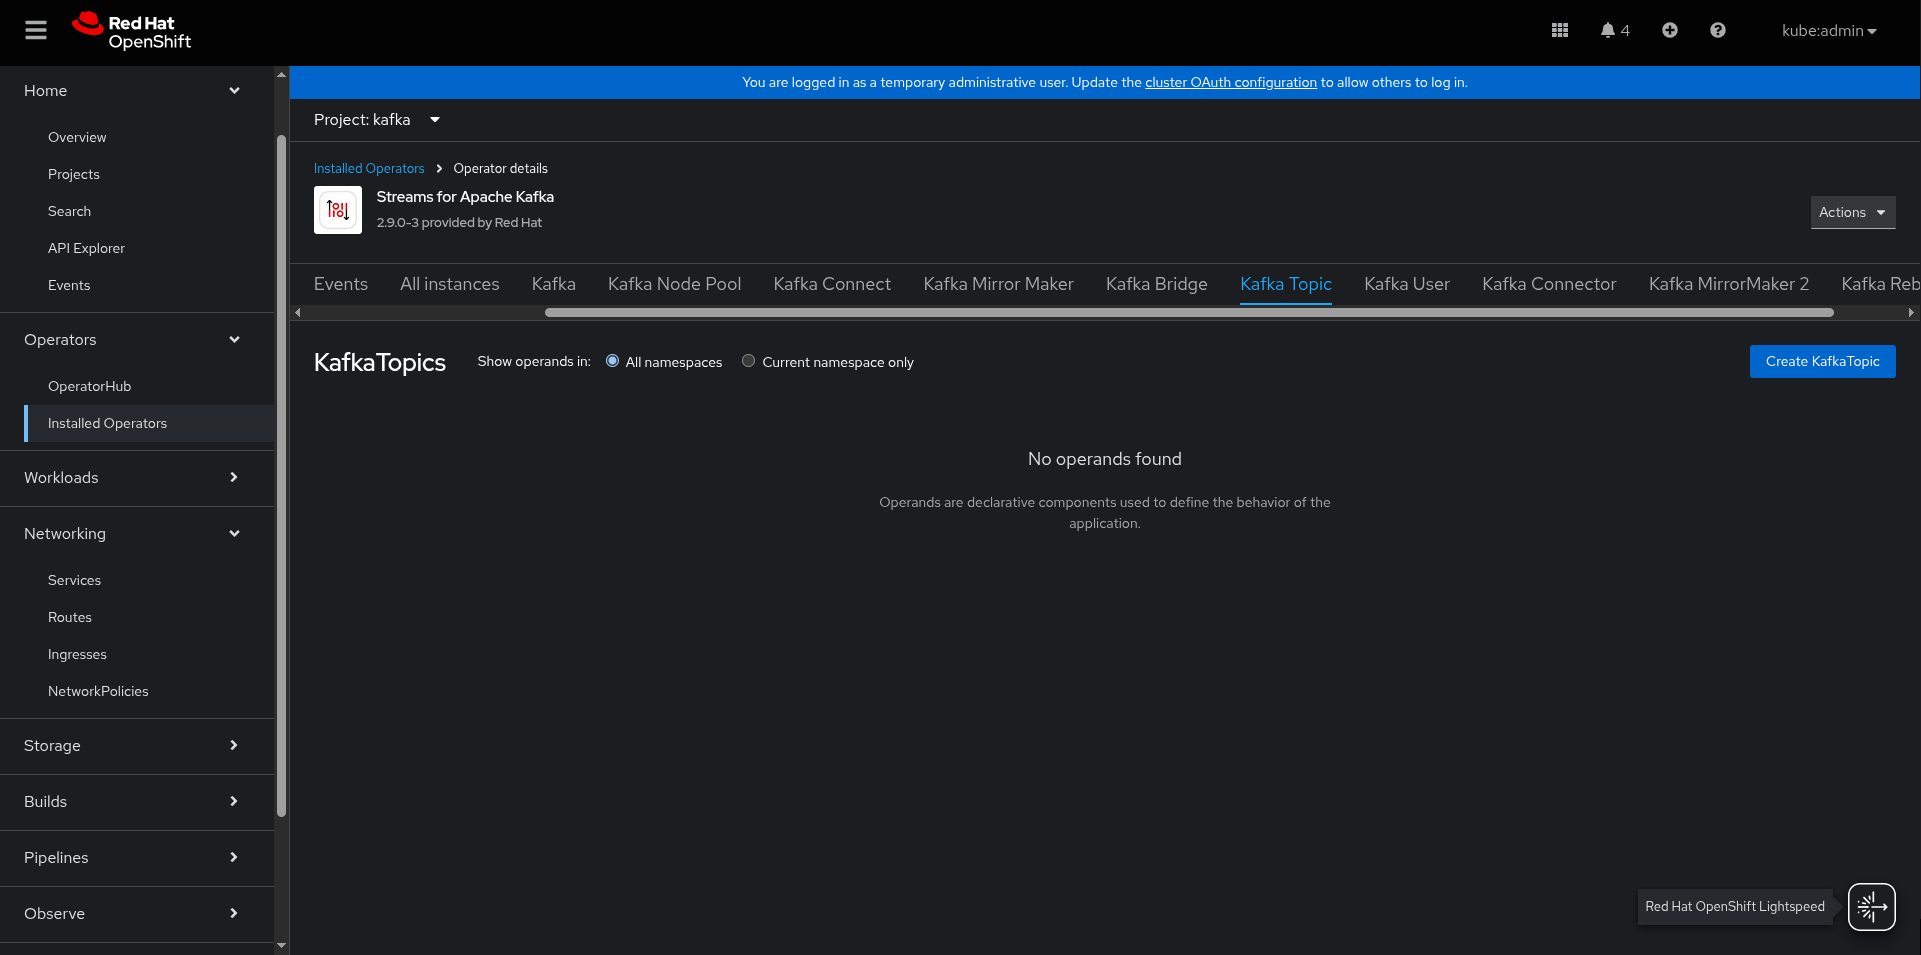 Red Hat
OpenShift
4
kube:admin
Home
Overview
Projects
Search
API Explorer
Events
Operators
OperatorHub
Installed Operators
Workloads
Networking
Services
Routes
Ingresses
NetworkPolicies
Storage
Builds
Pipelines
Observe
You are logged in as a temporary administrative user. Update the cluster OAuth configuration to allow others to log in.
Project: kafka
Installed Operators > Operator details
Streams for Apache Kafka
2.9.0-3 provided by Red Hat
Actions
Events All instances Kafka Kafka Node Pool Kafka Connect Kafka Mirror Maker Kafka Bridge Kafka Topic Kafka User Kafka Connector Kafka MirrorMaker 2 Kafka Reb
KafkaTopics Show operands in: All namespaces Current namespace only Create KafkaTopic
No operands found
Operands are declarative components used to define the behavior of the
application.
Red Hat OpenShift Lightspeed